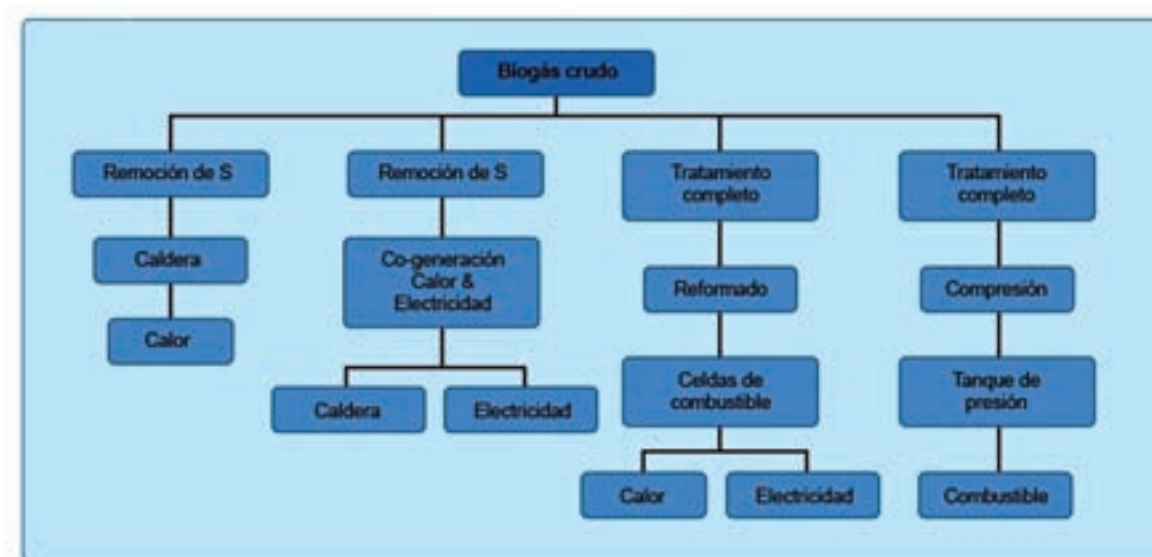 Biogás crudo
Remoción de S
Remoción de S
Tratamiento
completo
Tratamiento
completo
Caldera
Co-generación
Calor &
Electricidad
Reformado
Compresión
Calor
Caldera
Electricidad
Celdas de
combustible
Tanque de
presión
Calor
Electricidad
Combustible